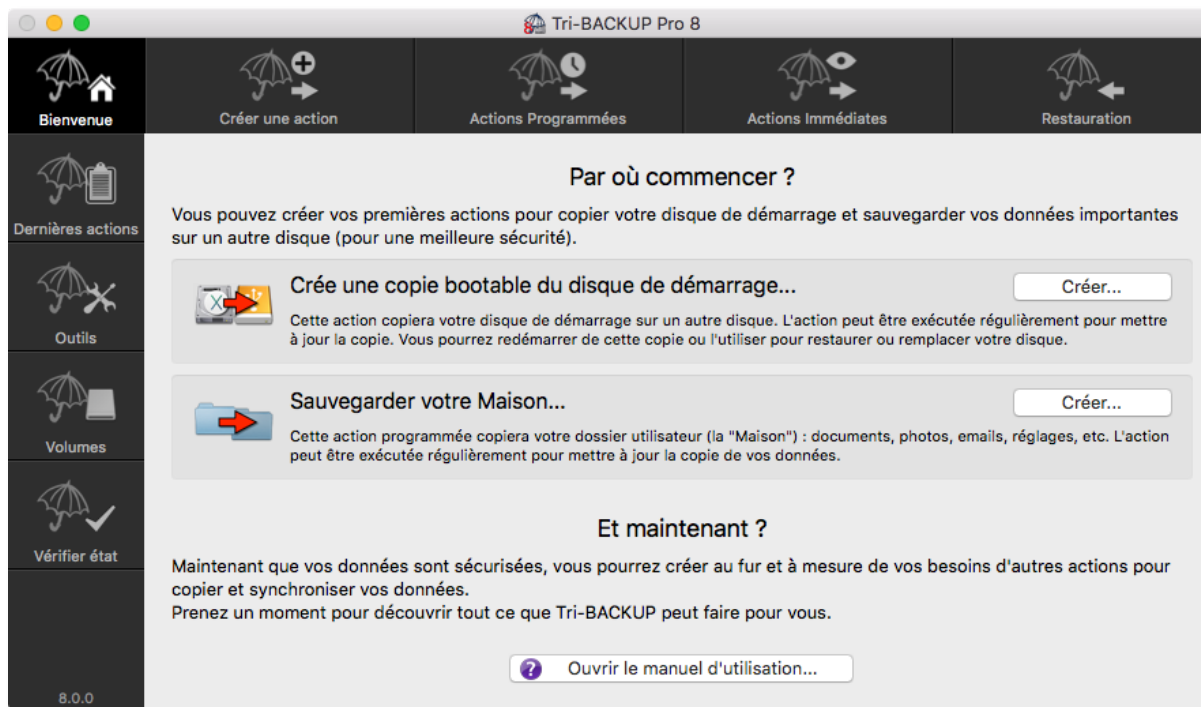 Tri-BACKUP Pro 8
Bienvenue
Créer une action
Actions Programmées
Actions Immédiates
Restauration
Dernières actions
Outils
Volumes
Vérifier état
8.0.0
Par où commencer ?
Vous pouvez créer vos premières actions pour copier votre disque de démarrage et sauvegarder vos données importantes
sur un autre disque (pour une meilleure sécurité).
Crée une copie bootable du disque de démarrage...
Créer...
Cette action copiera votre disque de démarrage sur un autre disque. L'action peut être exécutée régulièrement pour mettre
à jour la copie. Vous pourrez redémarrer de cette copie ou l'utiliser pour restaurer ou remplacer votre disque.
Sauvegarder votre Maison...
Créer...
Cette action programmée copiera votre dossier utilisateur (la "Maison") : documents, photos, emails, réglages, etc. L'action
peut être exécutée régulièrement pour mettre à jour la copie de vos données.
Et maintenant ?
Maintenant que vos données sont sécurisées, vous pourrez créer au fur et à mesure de vos besoins d'autres actions pour
copier et synchroniser vos données.
Prenez un moment pour découvrir tout ce que Tri-BACKUP peut faire pour vous.
? Ouvrir le manuel d'utilisation...